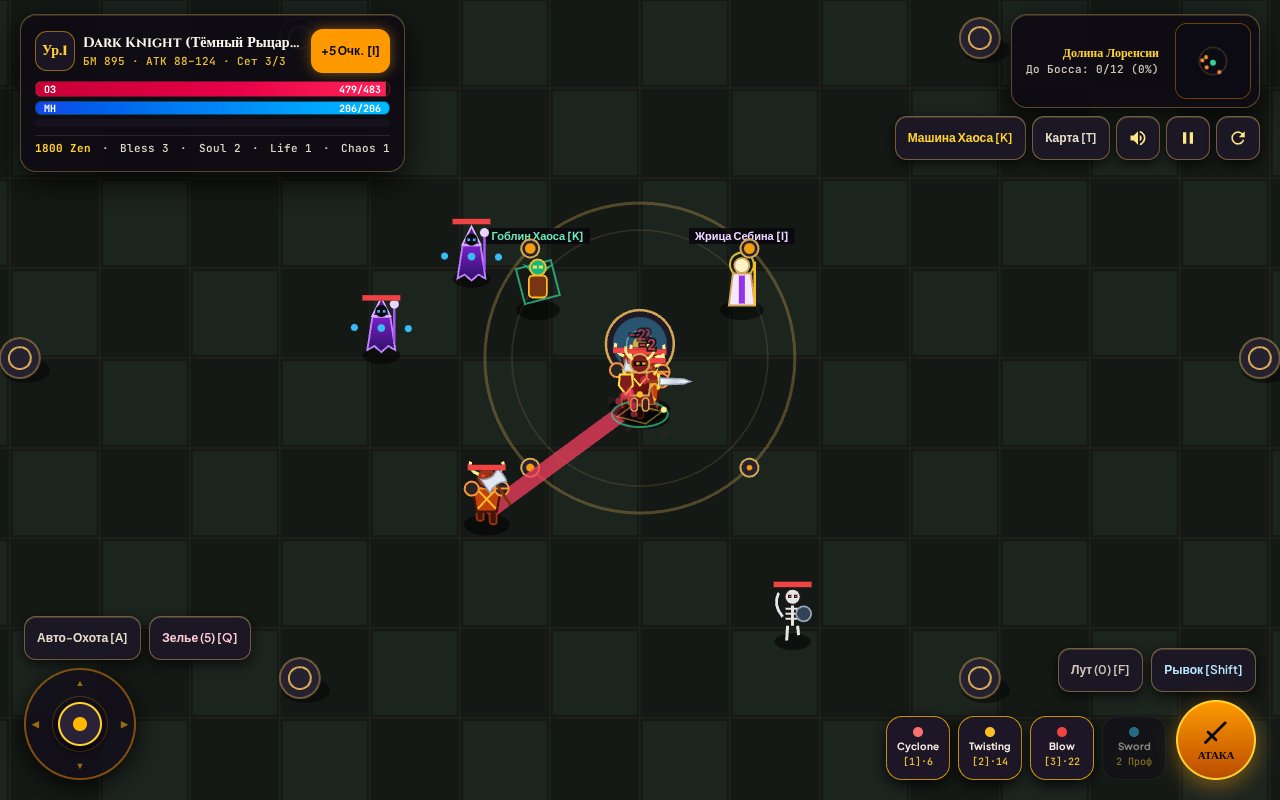 Ур.1
Dark Knight (Тёмный Рыцар...
БМ 895 · АТК 88–124 · Сет 3/3
+5 Очк. [I]
ОЗ 479/483
МН 206/206
1800 Zen · Bless 3 · Soul 2 · Life 1 · Chaos 1
Долина Лоренсии
До Босса: 0/12 (0%)
Машина Хаоса [K]
Карта [T]
Гоблин Хаоса [K]
Жрица Себина [I]
Авто-Охота [A]
Зелье (5) [Q]
Лут (0) [F]
Рывок [Shift]
Cyclone
[1]·6
Twisting
[2]·14
Blow
[3]·22
Sword
2 Проф
АТАКА